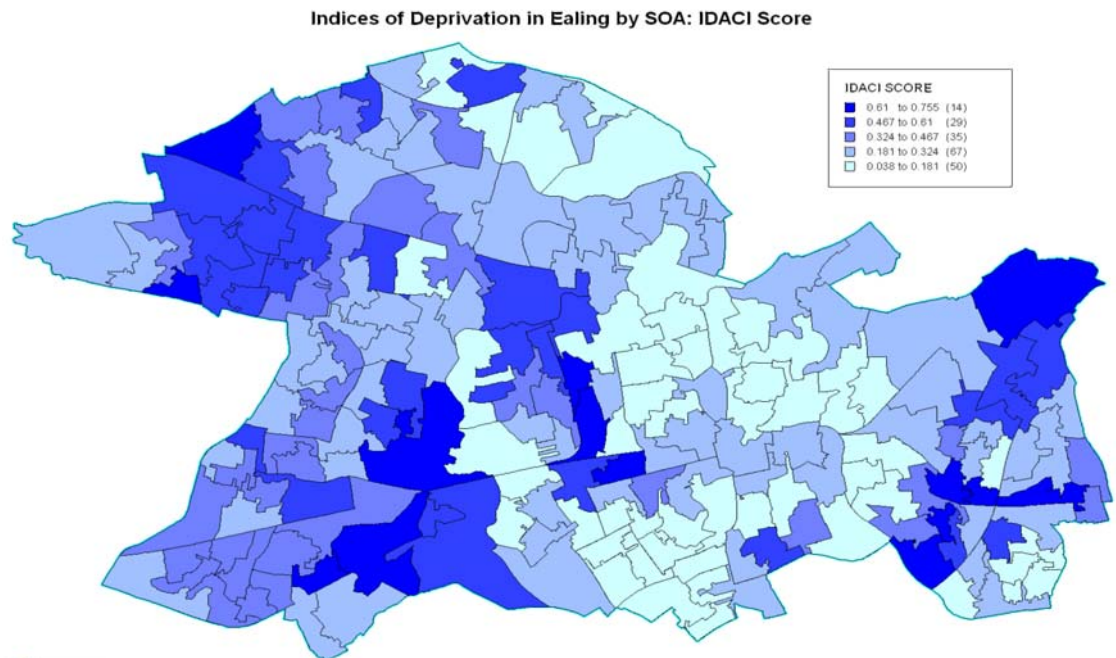 Indices of Deprivation in Ealing by SOA: IDACI Score
IDACI SCORE
0.61 to 0.755 (14)
0.467 to 0.61 (29)
0.324 to 0.467 (35)
0.181 to 0.324 (67)
0.038 to 0.181 (50)